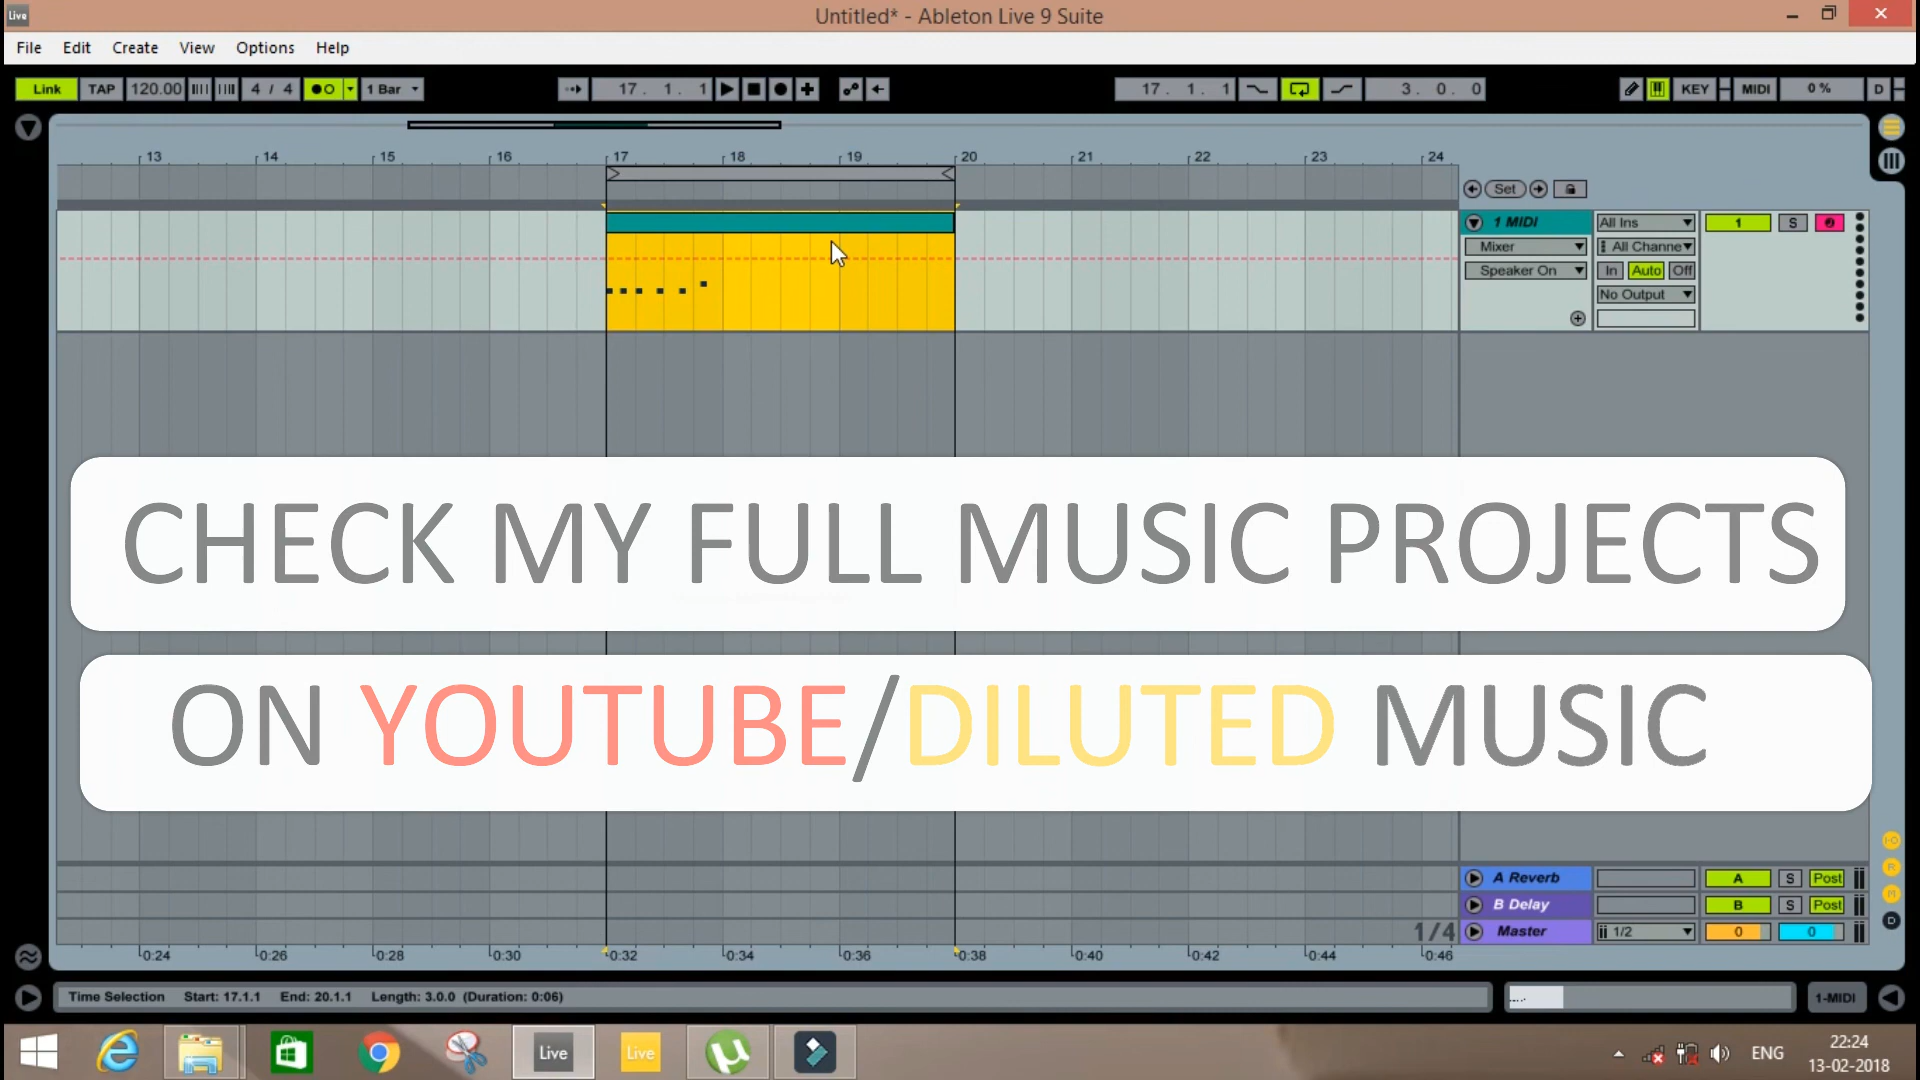 Live
Untitled* - Ableton Live 9 Suite
File Edit Create View Options Help
Link TAP 120.00 4 / 4 1 Bar 17. 1. 1 17. 1. 1 3. 0. 0 KEY MIDI 0 % D
13 14 15 16 17 18 19 20 21 22 23 24
Set
1 MIDI All Ins 1 S
Mixer All Channe
Speaker On In Auto Off
No Output
CHECK MY FULL MUSIC PROJECTS
ON YOUTUBE/DILUTED MUSIC
A Reverb A S Post
B Delay B S Post
1/4 Master 1/2 0 0
0:24 0:26 0:28 0:30 0:32 0:34 0:36 0:38 0:40 0:42 0:44 0:46
Time Selection Start: 17.1.1 End: 20.1.1 Length: 3.0.0 (Duration: 0:06) 1-MIDI
Live Live ENG 22:24
13-02-2018